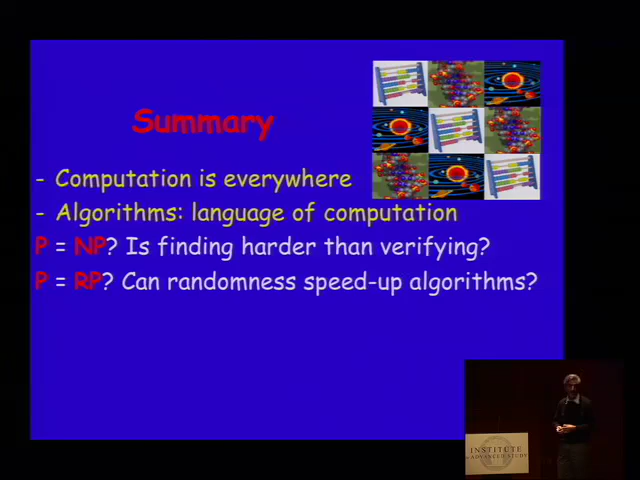 Summary
- Computation is everywhere
- Algorithms: language of computation
P = NP? Is finding harder than verifying?
P = RP? Can randomness speed-up algorithms?
INSTITUTE
ADVANCED STUDY